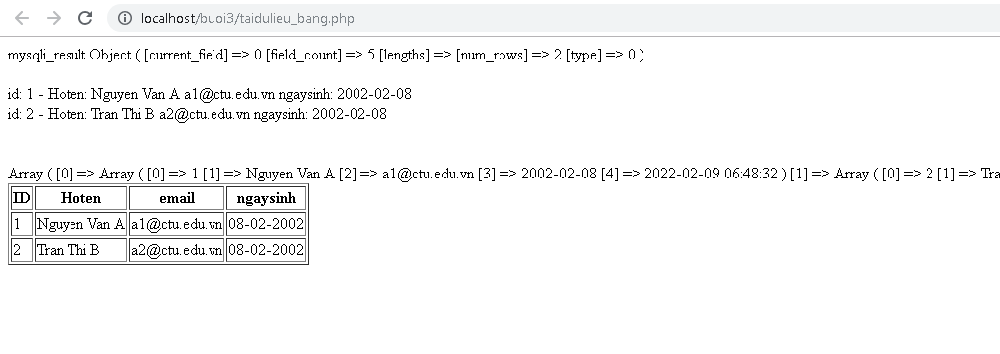 localhost/buoi3/taidulieu_bang.php
mysqli_result Object ( [current_field] => 0 [field_count] => 5 [lengths] => [num_rows] => 2 [type] => 0 )
id: 1 - Hoten: Nguyen Van A a1@ctu.edu.vn ngaysinh: 2002-02-08
id: 2 - Hoten: Tran Thi B a2@ctu.edu.vn ngaysinh: 2002-02-08
Array ( [0] => Array ( [0] => 1 [1] => Nguyen Van A [2] => a1@ctu.edu.vn [3] => 2002-02-08 [4] => 2022-02-09 06:48:32 ) [1] => Array ( [0] => 2 [1] => Tra
ID Hoten email ngaysinh
1 Nguyen Van A a1@ctu.edu.vn 08-02-2002
2 Tran Thi B a2@ctu.edu.vn 08-02-2002